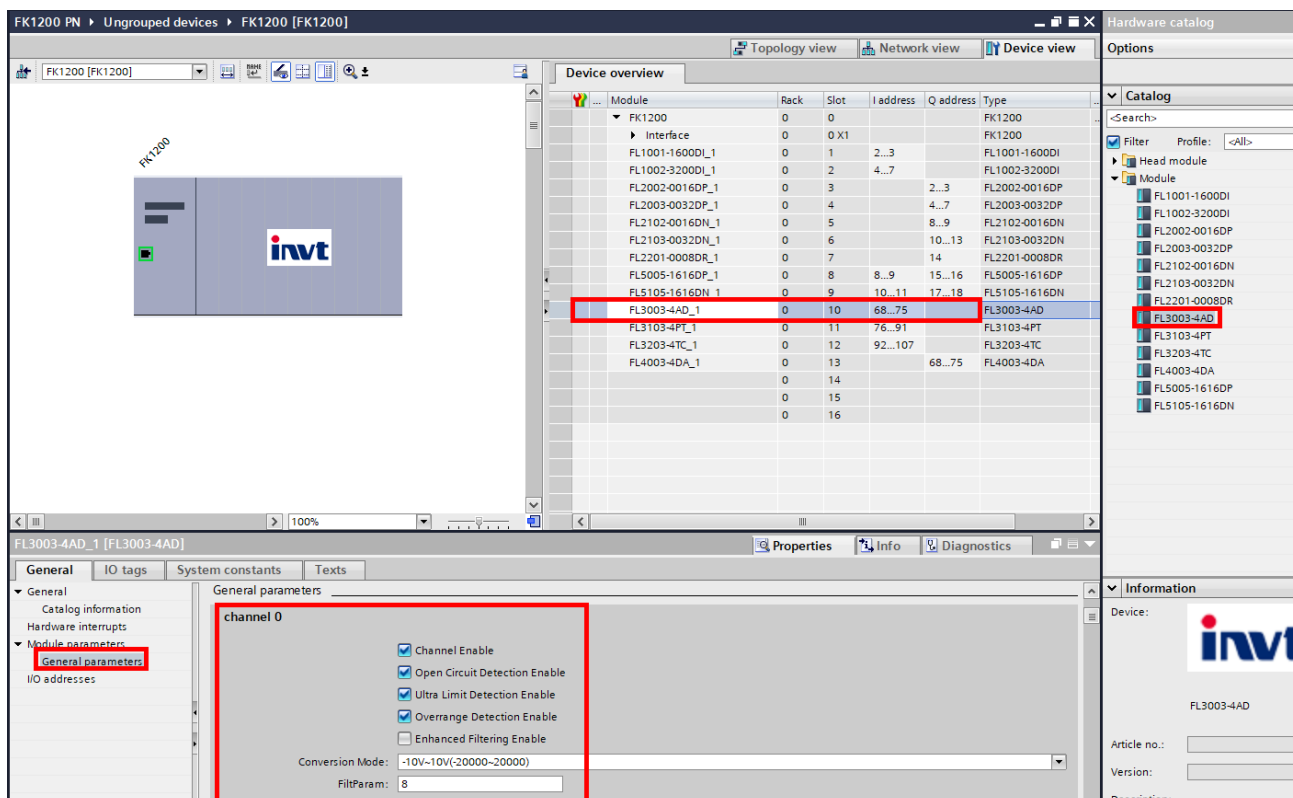 FK1200 PN ▸ Ungrouped devices ▸ FK1200 [FK1200]
Topology view Network view Device view
FK1200 [FK1200]
FK1200
invt
Device overview
... Module Rack Slot I address Q address Type ..
FK1200 0 0 FK1200
Interface 0 0 X1 FK1200
FL1001-1600DI_1 0 1 2...3 FL1001-1600DI
FL1002-3200DI_1 0 2 4...7 FL1002-3200DI
FL2002-0016DP_1 0 3 2...3 FL2002-0016DP
FL2003-0032DP_1 0 4 4...7 FL2003-0032DP
FL2102-0016DN_1 0 5 8...9 FL2102-0016DN
FL2103-0032DN_1 0 6 10...13 FL2103-0032DN
FL2201-0008DR_1 0 7 14 FL2201-0008DR
FL5005-1616DP_1 0 8 8...9 15...16 FL5005-1616DP
FL5105-1616DN_1 0 9 10...11 17...18 FL5105-1616DN
FL3003-4AD_1 0 10 68...75 FL3003-4AD
FL3103-4PT_1 0 11 76...91 FL3103-4PT
FL3203-4TC_1 0 12 92...107 FL3203-4TC
FL4003-4DA_1 0 13 68...75 FL4003-4DA
0 14
0 15
0 16
100%
Hardware catalog
Options
Catalog
<Search>
Filter Profile: <All>
Head module
Module
FL1001-1600DI
FL1002-3200DI
FL2002-0016DP
FL2003-0032DP
FL2102-0016DN
FL2103-0032DN
FL2201-0008DR
FL3003-4AD
FL3103-4PT
FL3203-4TC
FL4003-4DA
FL5005-1616DP
FL5105-1616DN
FL3003-4AD_1 [FL3003-4AD]
Properties Info Diagnostics
General IO tags System constants Texts
General
Catalog information
Hardware interrupts
Module parameters
General parameters
I/O addresses
General parameters
channel 0
Channel Enable
Open Circuit Detection Enable
Ultra Limit Detection Enable
Overrange Detection Enable
Enhanced Filtering Enable
Conversion Mode: -10V~10V(-20000~20000)
FiltParam: 8
Information
Device:
invt
FL3003-4AD
Article no.:
Version: